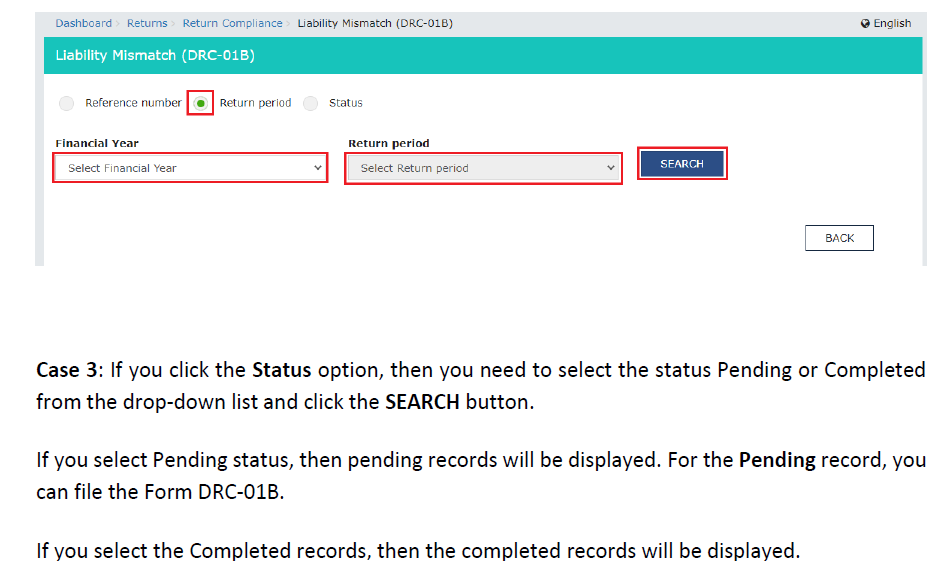 Dashboard › Returns › Return Compliance › Liability Mismatch (DRC-01B) English
Liability Mismatch (DRC-01B)
Reference number Return period Status
Financial Year Return period
Select Financial Year Select Return period SEARCH
BACK
Case 3: If you click the Status option, then you need to select the status Pending or Completed
from the drop-down list and click the SEARCH button.
If you select Pending status, then pending records will be displayed. For the Pending record, you
can file the Form DRC-01B.
If you select the Completed records, then the completed records will be displayed.